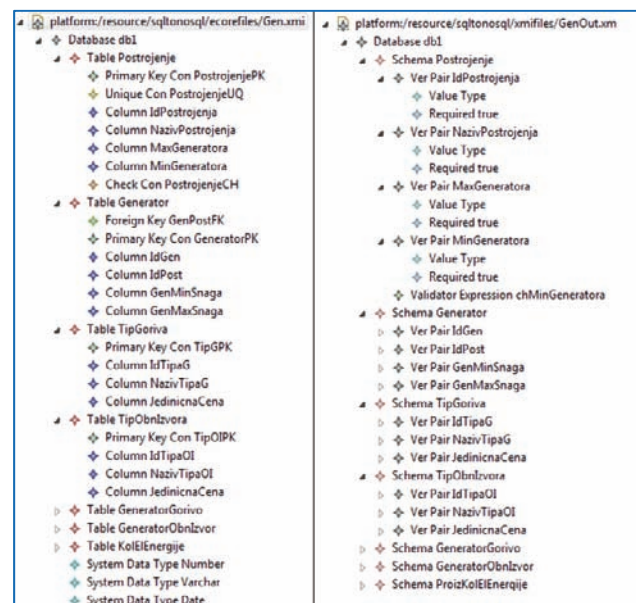 platform:/resource/sqltonosql/ecorefiles/Gen.xmi
Database db1
Table Postrojenje
Primary Key Con PostrojenjePK
Unique Con PostrojenjeUQ
Column IdPostrojenja
Column NazivPostrojenja
Column MaxGeneratora
Column MinGeneratora
Check Con PostrojenjeCH
Table Generator
Foreign Key GenPostFK
Primary Key Con GeneratorPK
Column IdGen
Column IdPost
Column GenMinSnaga
Column GenMaxSnaga
Table TipGoriva
Primary Key Con TipGPK
Column IdTipaG
Column NazivTipaG
Column JedinicnaCena
Table TipObnIzvora
Primary Key Con TipOIPK
Column IdTipaOI
Column NazivTipaOI
Column JedinicnaCena
Table GeneratorGorivo
Table GeneratorObnIzvor
Table KolElEnergije
System Data Type Number
System Data Type Varchar
System Data Type Date
platform:/resource/sqltonosql/xmifiles/GenOut.xm
Database db1
Schema Postrojenje
Ver Pair IdPostrojenja
Value Type
Required true
Ver Pair NazivPostrojenja
Value Type
Required true
Ver Pair MaxGeneratora
Value Type
Required true
Ver Pair MinGeneratora
Value Type
Required true
Validator Expression chMinGeneratora
Schema Generator
Ver Pair IdGen
Ver Pair IdPost
Ver Pair GenMinSnaga
Ver Pair GenMaxSnaga
Schema TipGoriva
Ver Pair IdTipaG
Ver Pair NazivTipaG
Ver Pair JedinicnaCena
Schema TipObnIzvora
Ver Pair IdTipaOI
Ver Pair NazivTipaOI
Ver Pair JedinicnaCena
Schema GeneratorGorivo
Schema GeneratorObnIzvor
Schema ProizKolElEnergije